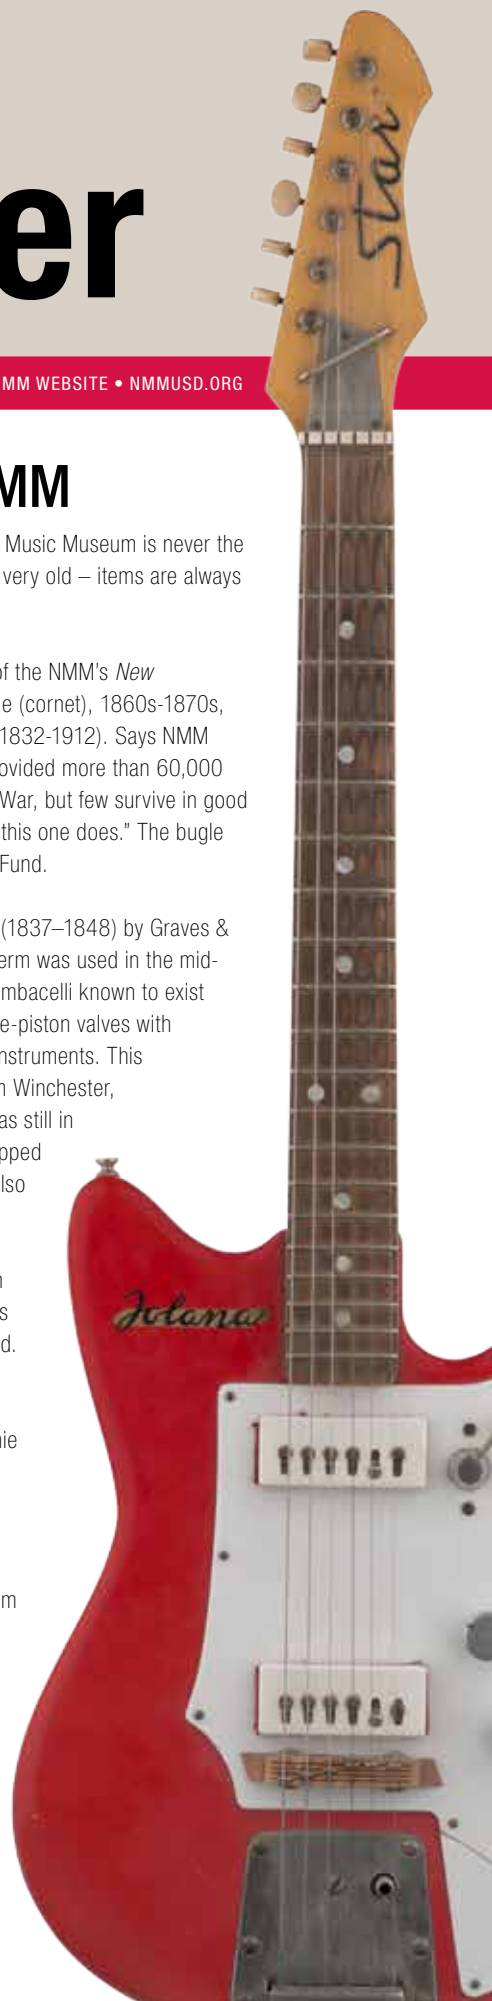 er
Star
MM WEBSITE • NMMUSD.ORG
MM
Music Museum is never the
very old – items are always
of the NMM's New
e (cornet), 1860s-1870s,
1832-1912). Says NMM
ovided more than 60,000
War, but few survive in good
this one does.” The bugle
Fund.
(1837–1848) by Graves &
erm was used in the mid-
mbacelli known to exist
e-piston valves with
nstruments. This
n Winchester,
as still in
pped
lso
n
s
d.
Jolana
ie
m